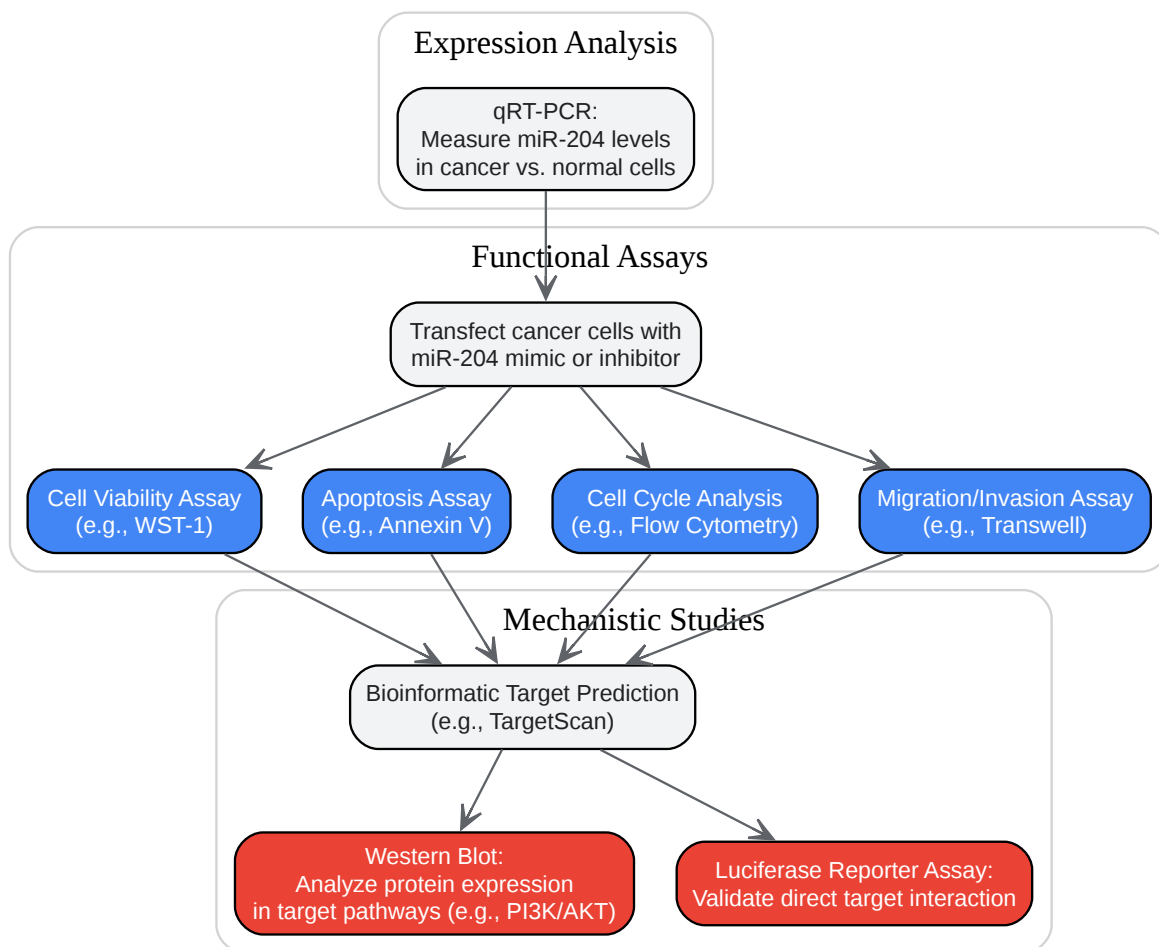 Expression Analysis
qRT-PCR:
Measure miR-204 levels
in cancer vs. normal cells
Functional Assays
Transfect cancer cells with
miR-204 mimic or inhibitor
Cell Viability Assay
(e.g., WST-1)
Apoptosis Assay
(e.g., Annexin V)
Cell Cycle Analysis
(e.g., Flow Cytometry)
Migration/Invasion Assay
(e.g., Transwell)
Mechanistic Studies
Bioinformatic Target Prediction
(e.g., TargetScan)
Western Blot:
Analyze protein expression
in target pathways (e.g., PI3K/AKT)
Luciferase Reporter Assay:
Validate direct target interaction